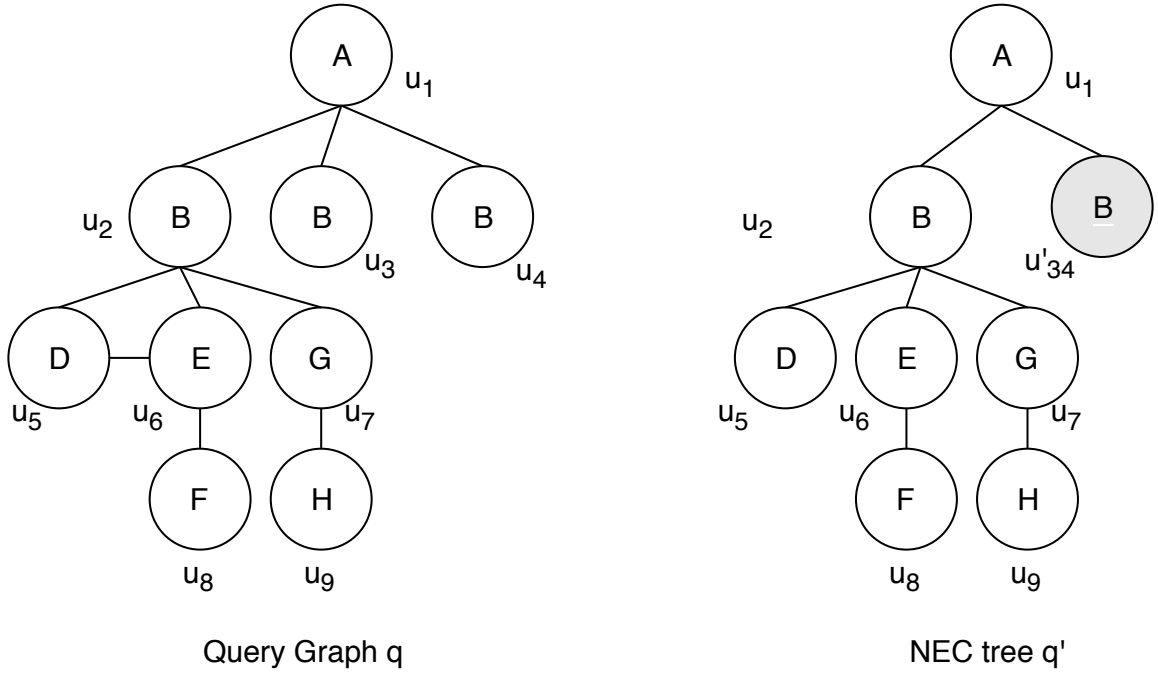 A A
u1 u1
B B B B B
u2 u3 u4 u2 u'34
D E G D E G
u5 u6 u7 u5 u6 u7
F H F H
u8 u9 u8 u9
Query Graph q NEC tree q'